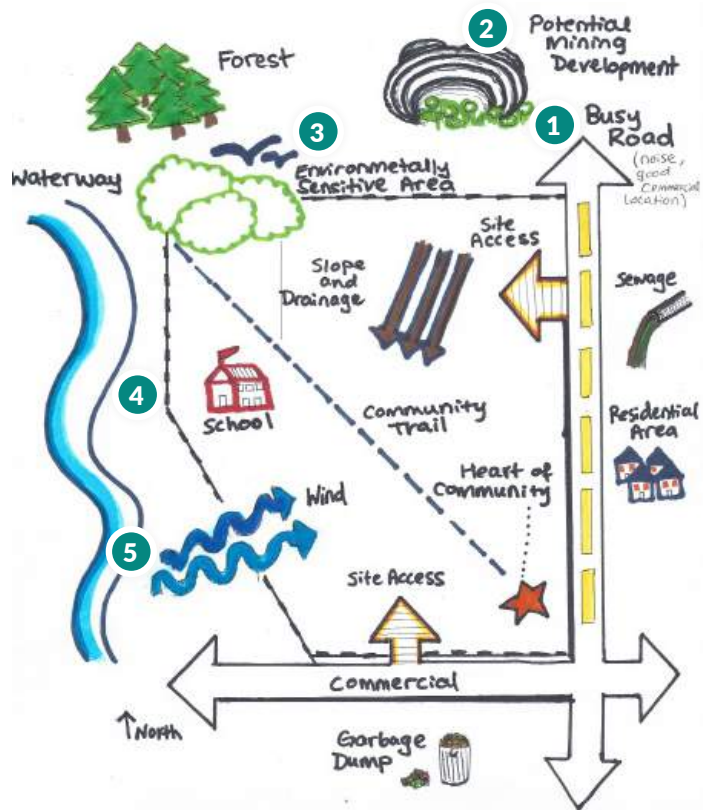 2
Potential
Mining
Development
Forest
1
Busy
Road
(noise,
good
commercial
location)
3
Environmetally
Sensitive Area
Waterway
Site
Access
Slope
and
Drainage
Sewage
4
School
Community
Trail
Residential
Area
Heart of
Community
Wind
5
Site Access
Commercial
↑North
Garbage
Dump